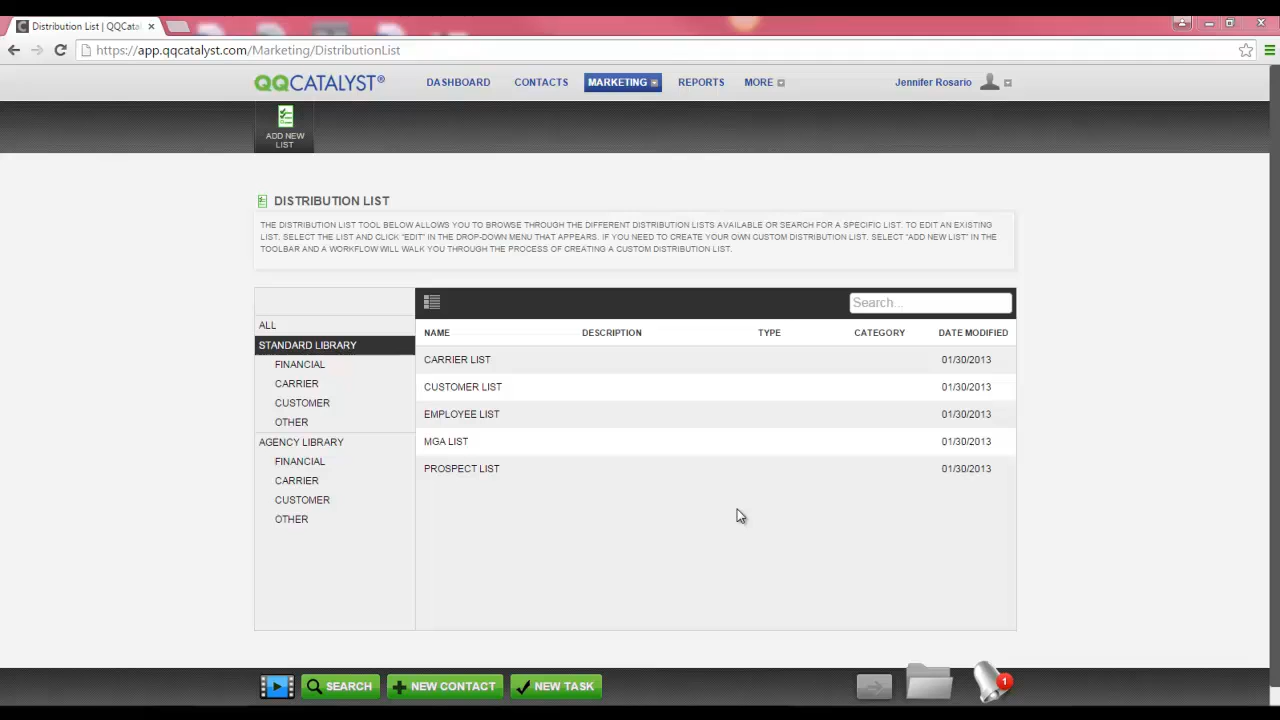 Distribution List | QQCata
https://app.qqcatalyst.com/Marketing/DistributionList
QQCATALYST®
DASHBOARD
CONTACTS
MARKETING
REPORTS
MORE
Jennifer Rosario
ADD NEW
LIST
DISTRIBUTION LIST
THE DISTRIBUTION LIST TOOL BELOW ALLOWS YOU TO BROWSE THROUGH THE DIFFERENT DISTRIBUTION LISTS AVAILABLE OR SEARCH FOR A SPECIFIC LIST. TO EDIT AN EXISTING
LIST. SELECT THE LIST AND CLICK "EDIT" IN THE DROP-DOWN MENU THAT APPEARS. IF YOU NEED TO CREATE YOUR OWN CUSTOM DISTRIBUTION LIST. SELECT "ADD NEW LIST" IN THE
TOOLBAR AND A WORKFLOW WILL WALK YOU THROUGH THE PROCESS OF CREATING A CUSTOM DISTRIBUTION LIST.
ALL
STANDARD LIBRARY
FINANCIAL
CARRIER
CUSTOMER
OTHER
AGENCY LIBRARY
FINANCIAL
CARRIER
CUSTOMER
OTHER
Search...
NAME DESCRIPTION TYPE CATEGORY DATE MODIFIED
CARRIER LIST 01/30/2013
CUSTOMER LIST 01/30/2013
EMPLOYEE LIST 01/30/2013
MGA LIST 01/30/2013
PROSPECT LIST 01/30/2013
SEARCH
NEW CONTACT
NEW TASK
1